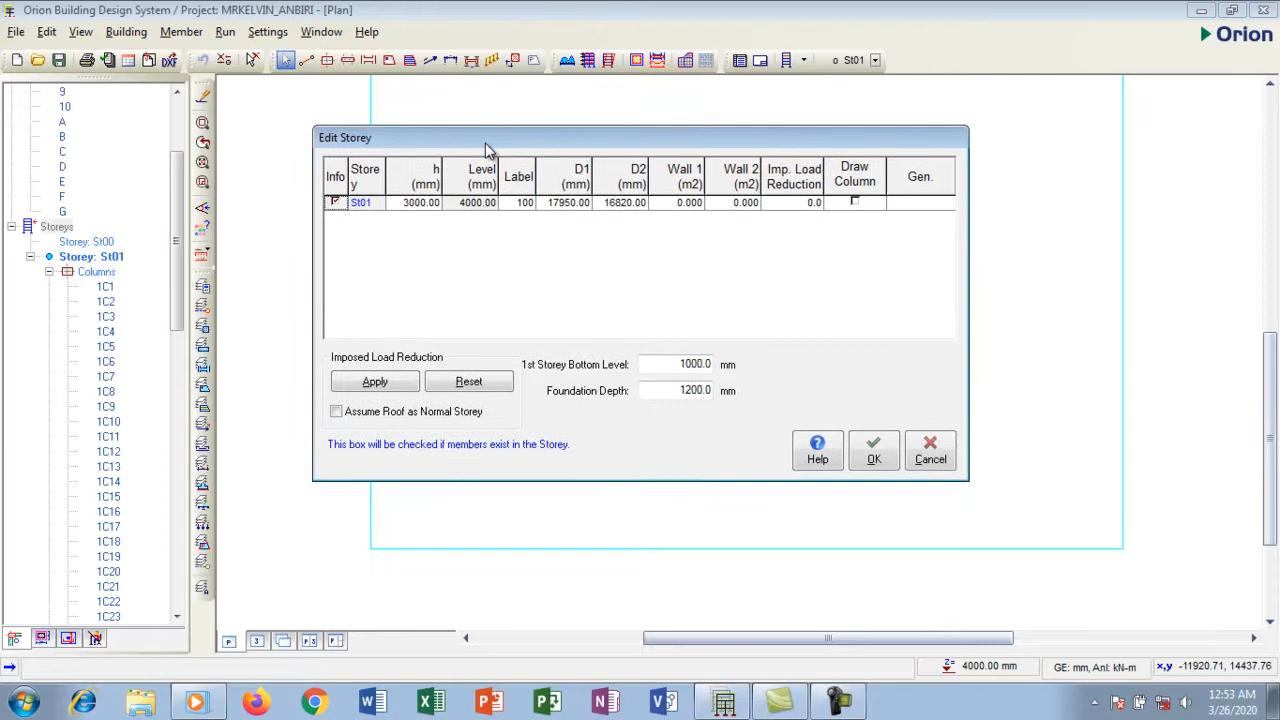 Orion Building Design System / Project: MRKELVIN_ANBIRI - [Plan]
File Edit View Building Member Run Settings Window Help
Orion
St01
9
10
A
B
C
D
E
F
G
Storeys
Storey: St00
Storey: St01
Columns
1C1
1C2
1C3
1C4
1C5
1C6
1C7
1C8
1C9
1C10
1C11
1C12
1C13
1C14
1C15
1C16
1C17
1C18
1C19
1C20
1C21
1C22
1C23
Edit Storey
Info Storey h (mm) Level (mm) Label D1 (mm) D2 (mm) Wall 1 (m2) Wall 2 (m2) Imp. Load Reduction Draw Column Gen.
St01 3000.00 4000.00 100 17950.00 16820.00 0.000 0.000 0.0
Imposed Load Reduction
Apply Reset
Assume Roof as Normal Storey
1st Storey Bottom Level: 1000.0 mm
Foundation Depth: 1200.0 mm
This box will be checked if members exist in the Storey.
Help OK Cancel
Z= 4000.00 mm GE: mm, Anl: kN-m x,y -11920.71, 14437.76
12:53 AM
3/26/2020